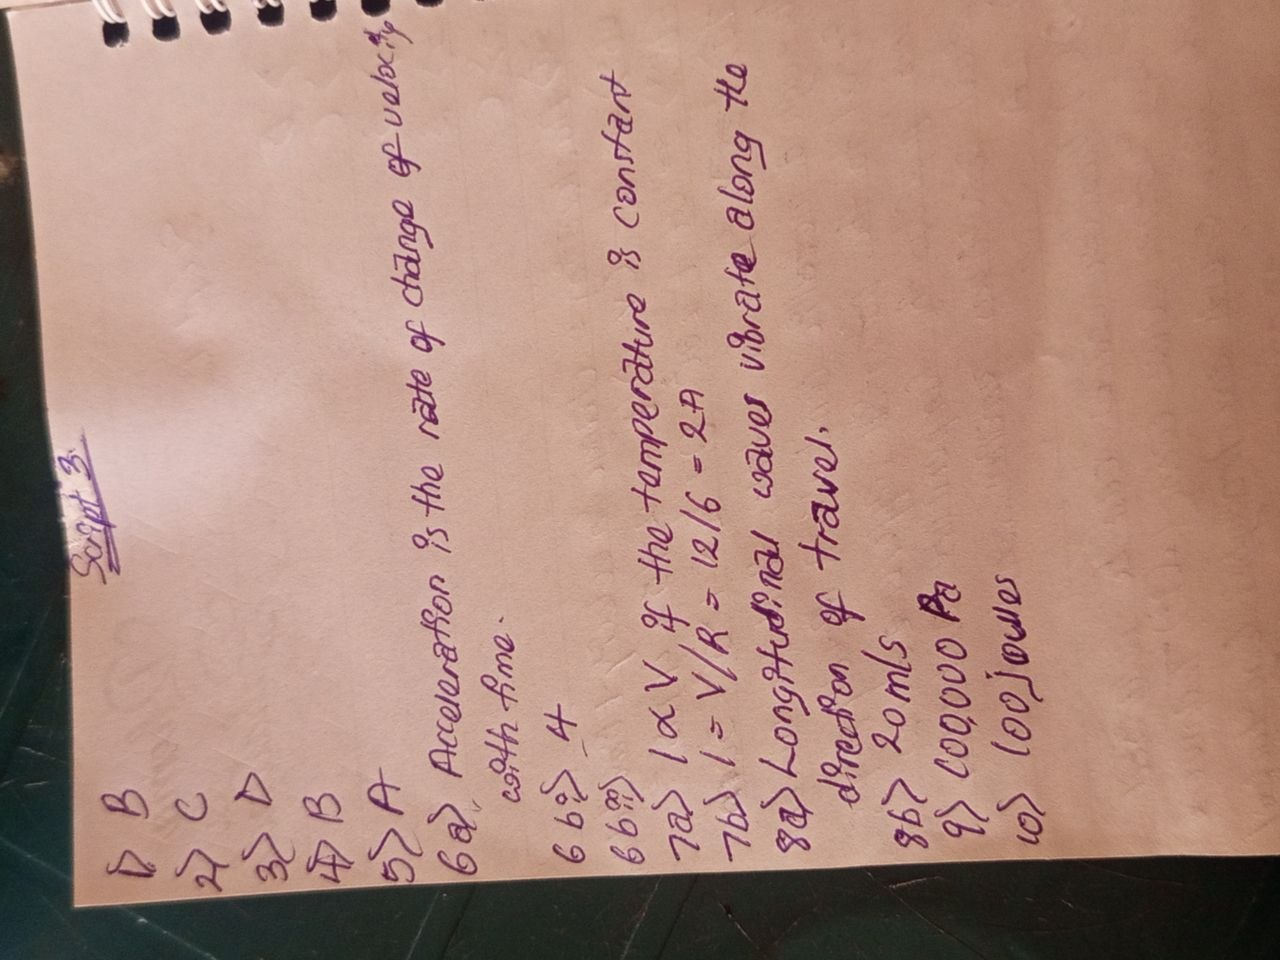 Script 3
1) B
2) C
3) D
4) B
5) A
6a) Acceleration is the rate of change of velocity
with time.
6bi) 4
6bii)
7a) I ∝ V if the temperature is constant
7b) I = V/R = 12/6 = 2A
8a) Longitudinal waves vibrate along the
direction of travel.
8b) 20m/s
9) 100,000 Pa
10) 100 joules